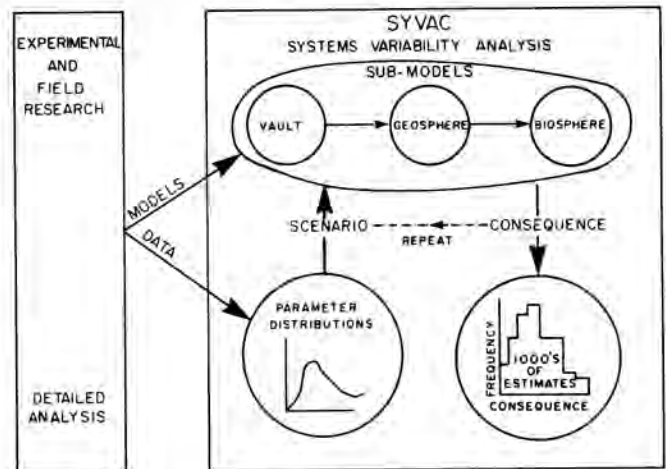 EXPERIMENTAL
AND
FIELD
RESEARCH
DETAILED
ANALYSIS
MODELS
DATA
SYVAC
SYSTEMS VARIABILITY ANALYSIS
SUB-MODELS
VAULT
GEOSPHERE
BIOSPHERE
SCENARIO
REPEAT
CONSEQUENCE
PARAMETER
DISTRIBUTIONS
FREQUENCY
1000'S
OF
ESTIMATES
CONSEQUENCE